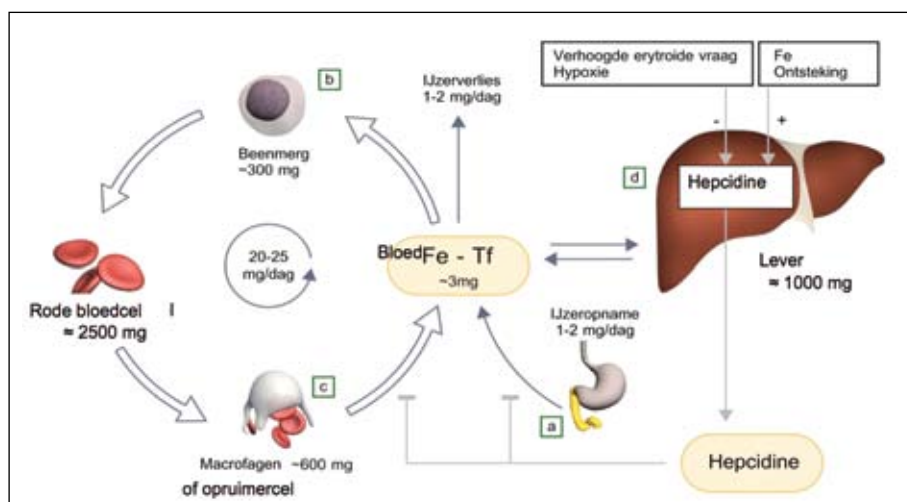 b
Beenmerg
~300 mg
IJzerverlies
1-2 mg/dag
Verhoogde erytroide vraag
Hypoxie
Fe
Ontsteking
-
+
d
Hepcidine
Lever
≈ 1000 mg
20-25
mg/dag
Bloed Fe - Tf
~3mg
Rode bloedcel l
≈ 2500 mg
IJzeropname
1-2 mg/dag
a
c
Macrofagen ~600 mg
of opruimercel
Hepcidine